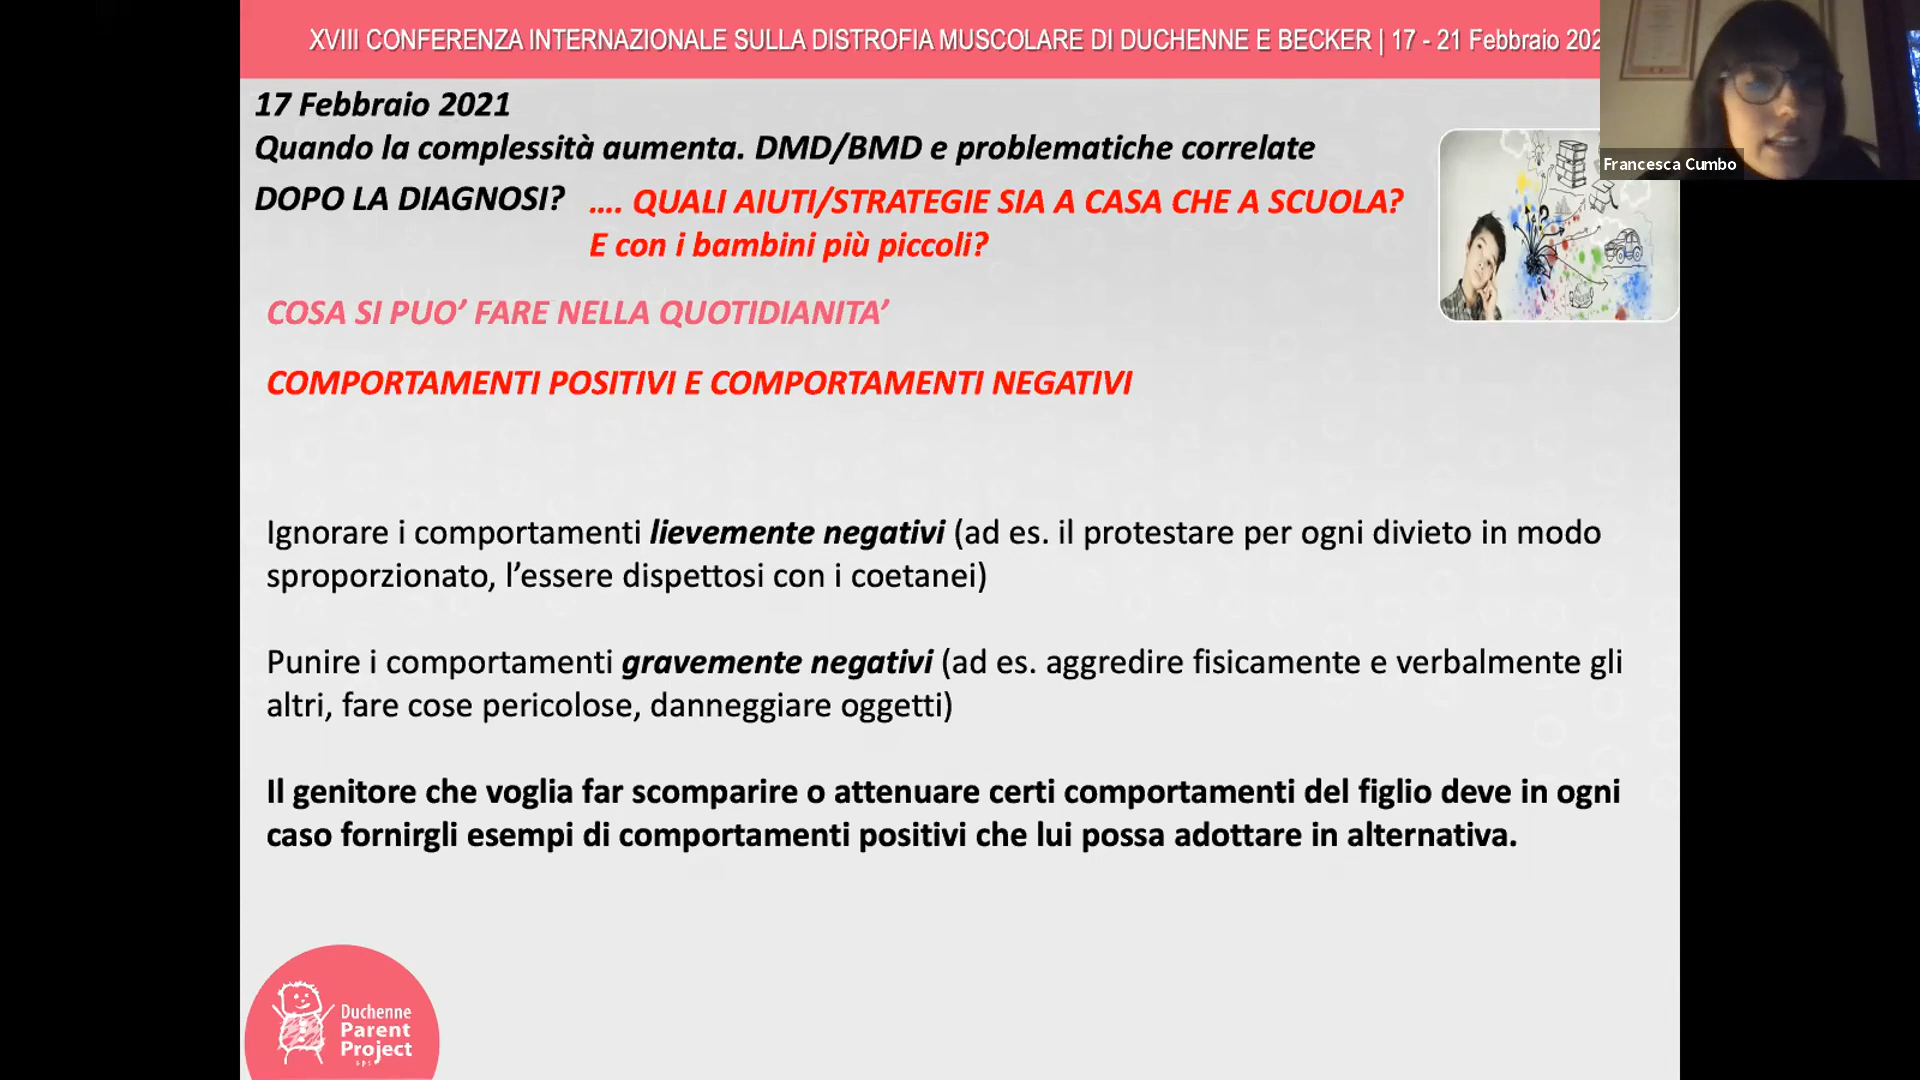 XVIII CONFERENZA INTERNAZIONALE SULLA DISTROFIA MUSCOLARE DI DUCHENNE E BECKER | 17 - 21 Febbraio 202
Francesca Cumbo
17 Febbraio 2021
Quando la complessità aumenta. DMD/BMD e problematiche correlate
DOPO LA DIAGNOSI? .... QUALI AIUTI/STRATEGIE SIA A CASA CHE A SCUOLA?
E con i bambini più piccoli?
COSA SI PUO’ FARE NELLA QUOTIDIANITA’
COMPORTAMENTI POSITIVI E COMPORTAMENTI NEGATIVI
Ignorare i comportamenti lievemente negativi (ad es. il protestare per ogni divieto in modo
sproporzionato, l’essere dispettosi con i coetanei)
Punire i comportamenti gravemente negativi (ad es. aggredire fisicamente e verbalmente gli
altri, fare cose pericolose, danneggiare oggetti)
Il genitore che voglia far scomparire o attenuare certi comportamenti del figlio deve in ogni
caso fornirgli esempi di comportamenti positivi che lui possa adottare in alternativa.
Duchenne
Parent
Project